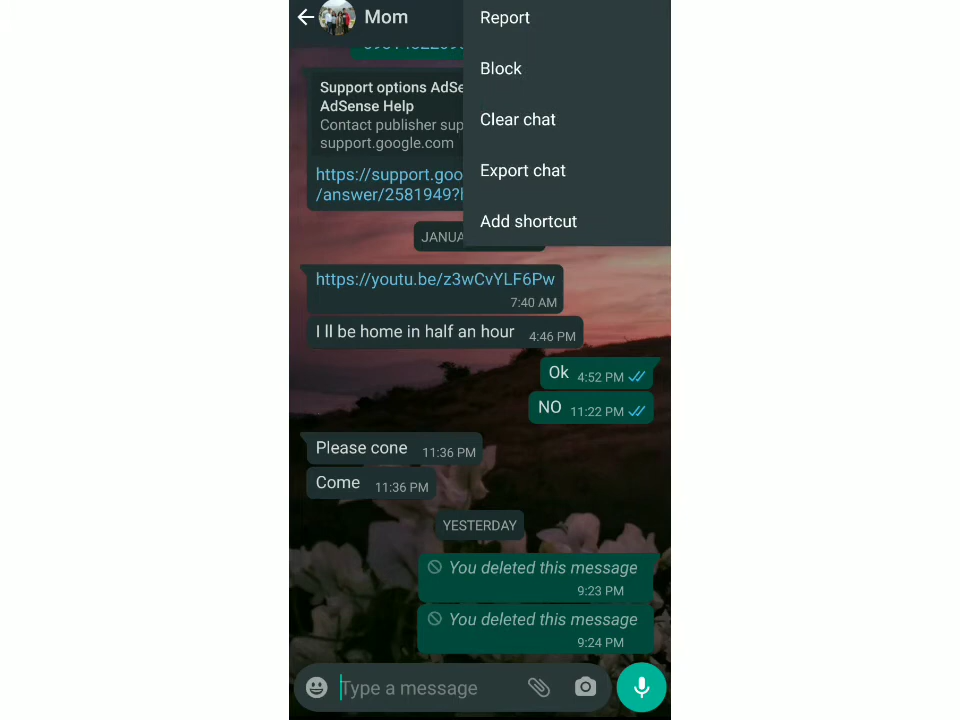 Mom
Report
Block
Clear chat
Export chat
Add shortcut
Support options AdSe
AdSense Help
Contact publisher sup
support.google.com
https://support.goo
/answer/2581949?
JANUA
https://youtu.be/z3wCvYLF6Pw
7:40 AM
I ll be home in half an hour 4:46 PM
Ok 4:52 PM
NO 11:22 PM
Please cone 11:36 PM
Come 11:36 PM
YESTERDAY
You deleted this message
9:23 PM
You deleted this message
9:24 PM
Type a message